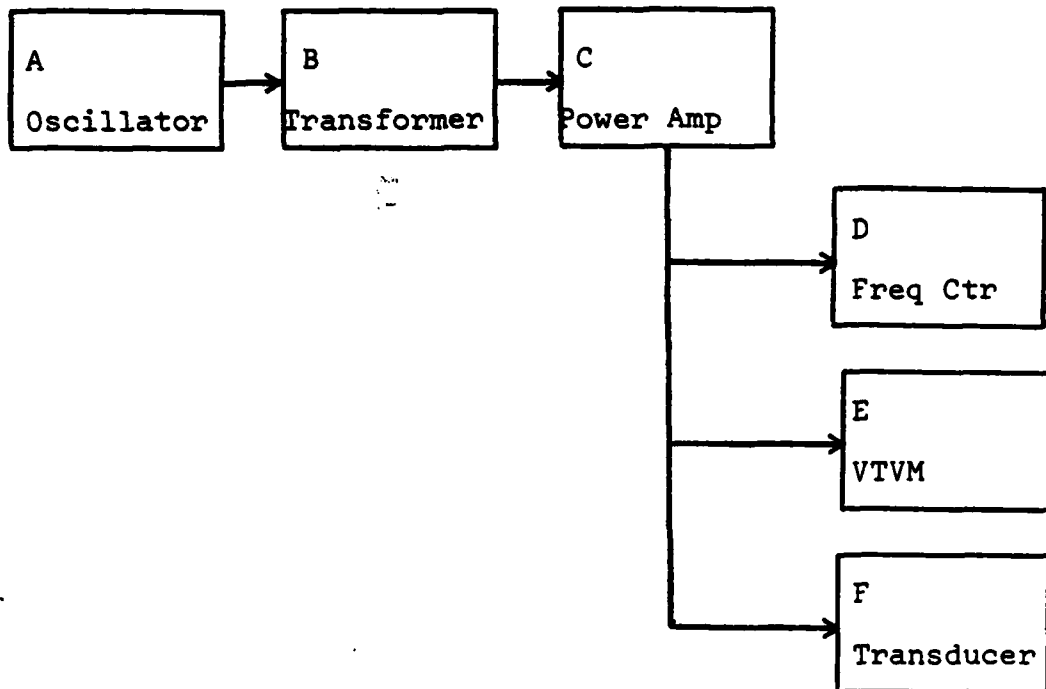 A
Oscillator
B
Transformer
C
Power Amp
D
Freq Ctr
E
VTVM
F
Transducer